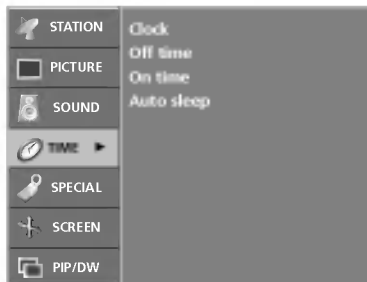 STATION
PICTURE
SOUND
TIME
SPECIAL
SCREEN
PIP/DW
Clock
Off time
On time
Auto sleep